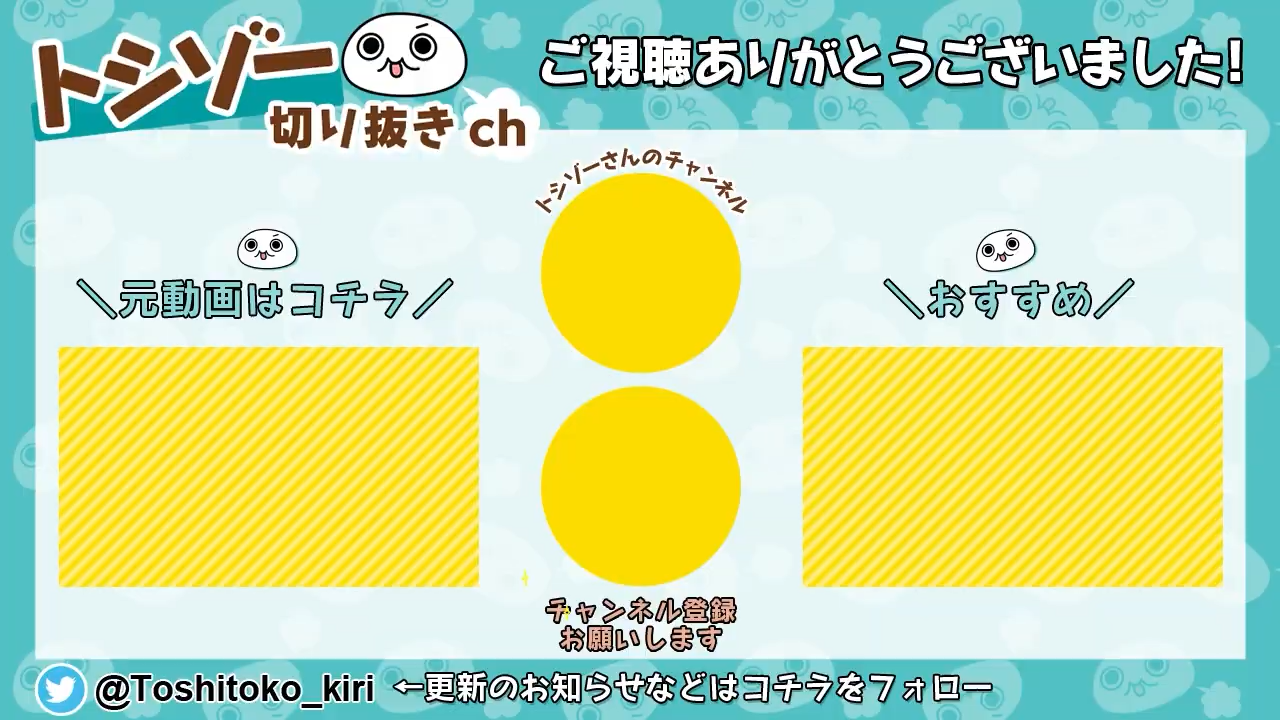 トシゾー
切り抜き ch
ご視聴ありがとうございました!
トシゾーさんのチャンネル
＼元動画はコチラ／
＼おすすめ／
チャンネル登録
お願いします
@Toshitoko_kiri ←更新のお知らせなどはコチラをフォロー